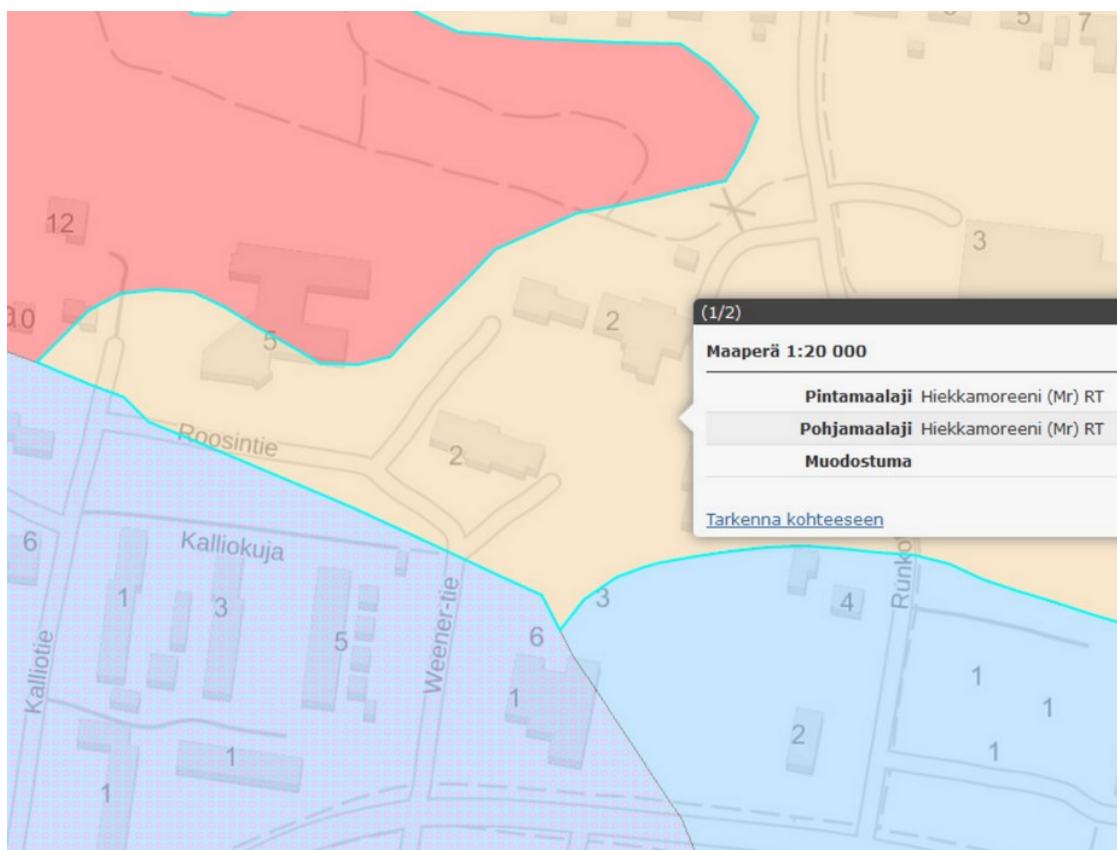 5
7
12
3
10
5
2
2
(1/2)
Maaperä 1:20 000
Pintamaalaji Hiekkamoreeni (Mr) RT
Pohjamaalaji Hiekkamoreeni (Mr) RT
Muodostuma
Tarkenna kohteeseen
Roosintie
Kalliokuja
6
1
3
5
Kalliotie
Weener-tie
6
3
4
1
1
1
1
2
1
1
1